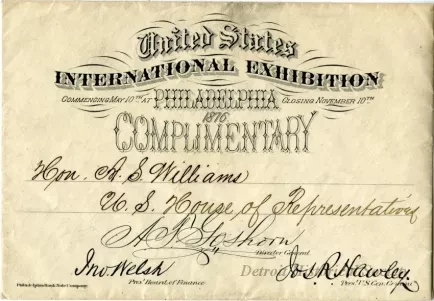 United States
INTERNATIONAL EXHIBITION
COMMENCING MAY 10TH AT PHILADELPHIA CLOSING NOVEMBER 10TH
1876
COMPLIMENTARY
Hon. A. S. Williams
U. S. House of Representatives
A. T. Goshorn
Director General
Jno. Welsh
Pres' Board of Finance
Jos. R. Hawley.
Pres' U.S. Cen.
Philadelphia Bank Note Company.
Detroit